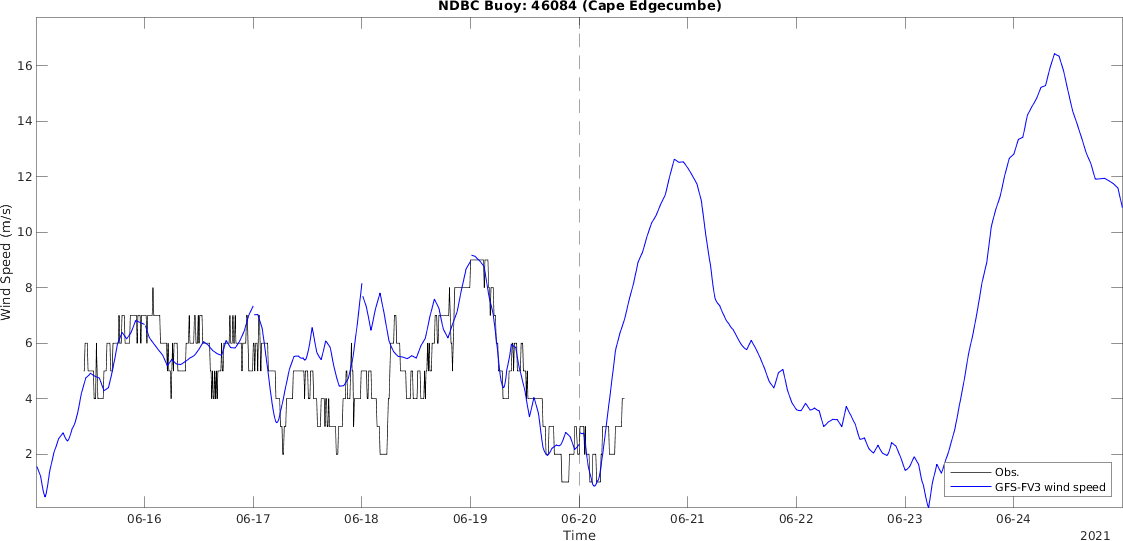 NDBC Buoy: 46084 (Cape Edgecumbe)
Wind Speed (m/s)
16
14
12
10
8
6
4
2
Obs.
GFS-FV3 wind speed
06-16 06-17 06-18 06-19 06-20 06-21 06-22 06-23 06-24
Time
2021